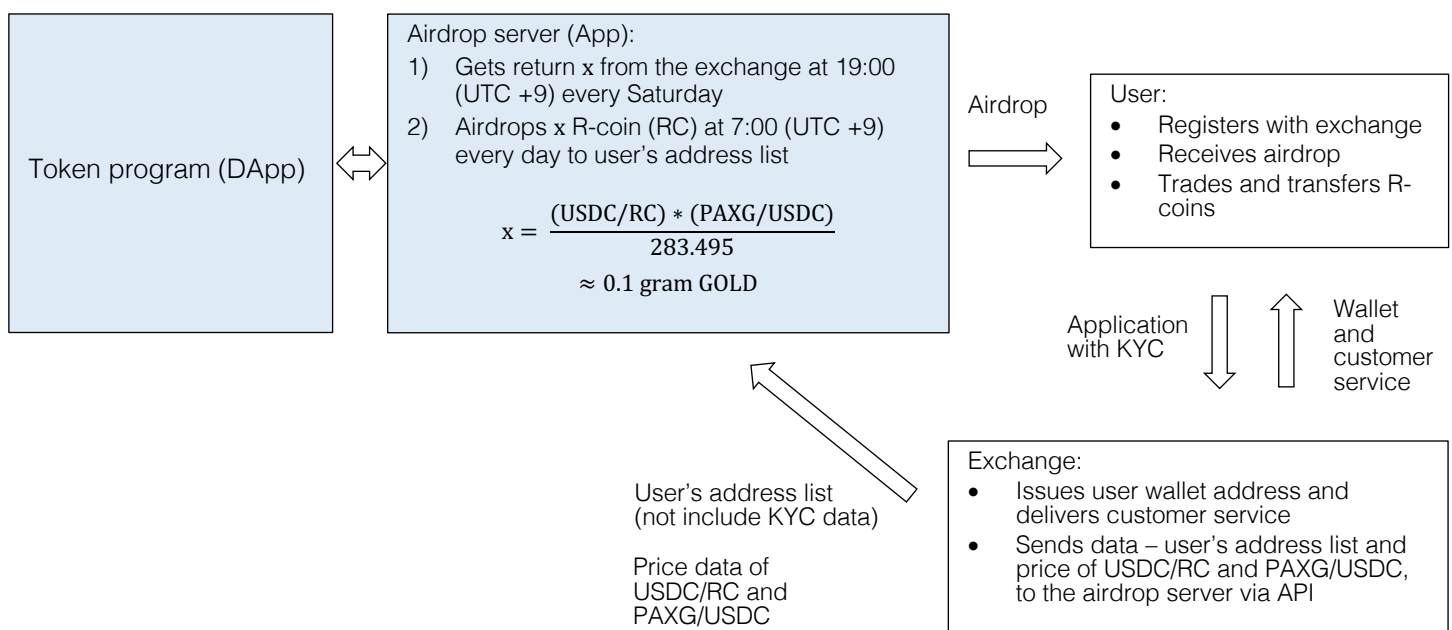 Token program (DApp)
Airdrop server (App):
1) Gets return x from the exchange at 19:00
(UTC +9) every Saturday
2) Airdrops x R-coin (RC) at 7:00 (UTC +9)
every day to user's address list
x = (USDC/RC) ∗ (PAXG/USDC) / 283.495
≈ 0.1 gram GOLD
Airdrop
User:
• Registers with exchange
• Receives airdrop
• Trades and transfers R-
coins
Application
with KYC
Wallet
and
customer
service
User's address list
(not include KYC data)
Price data of
USDC/RC and
PAXG/USDC
Exchange:
• Issues user wallet address and
delivers customer service
• Sends data – user's address list and
price of USDC/RC and PAXG/USDC,
to the airdrop server via API